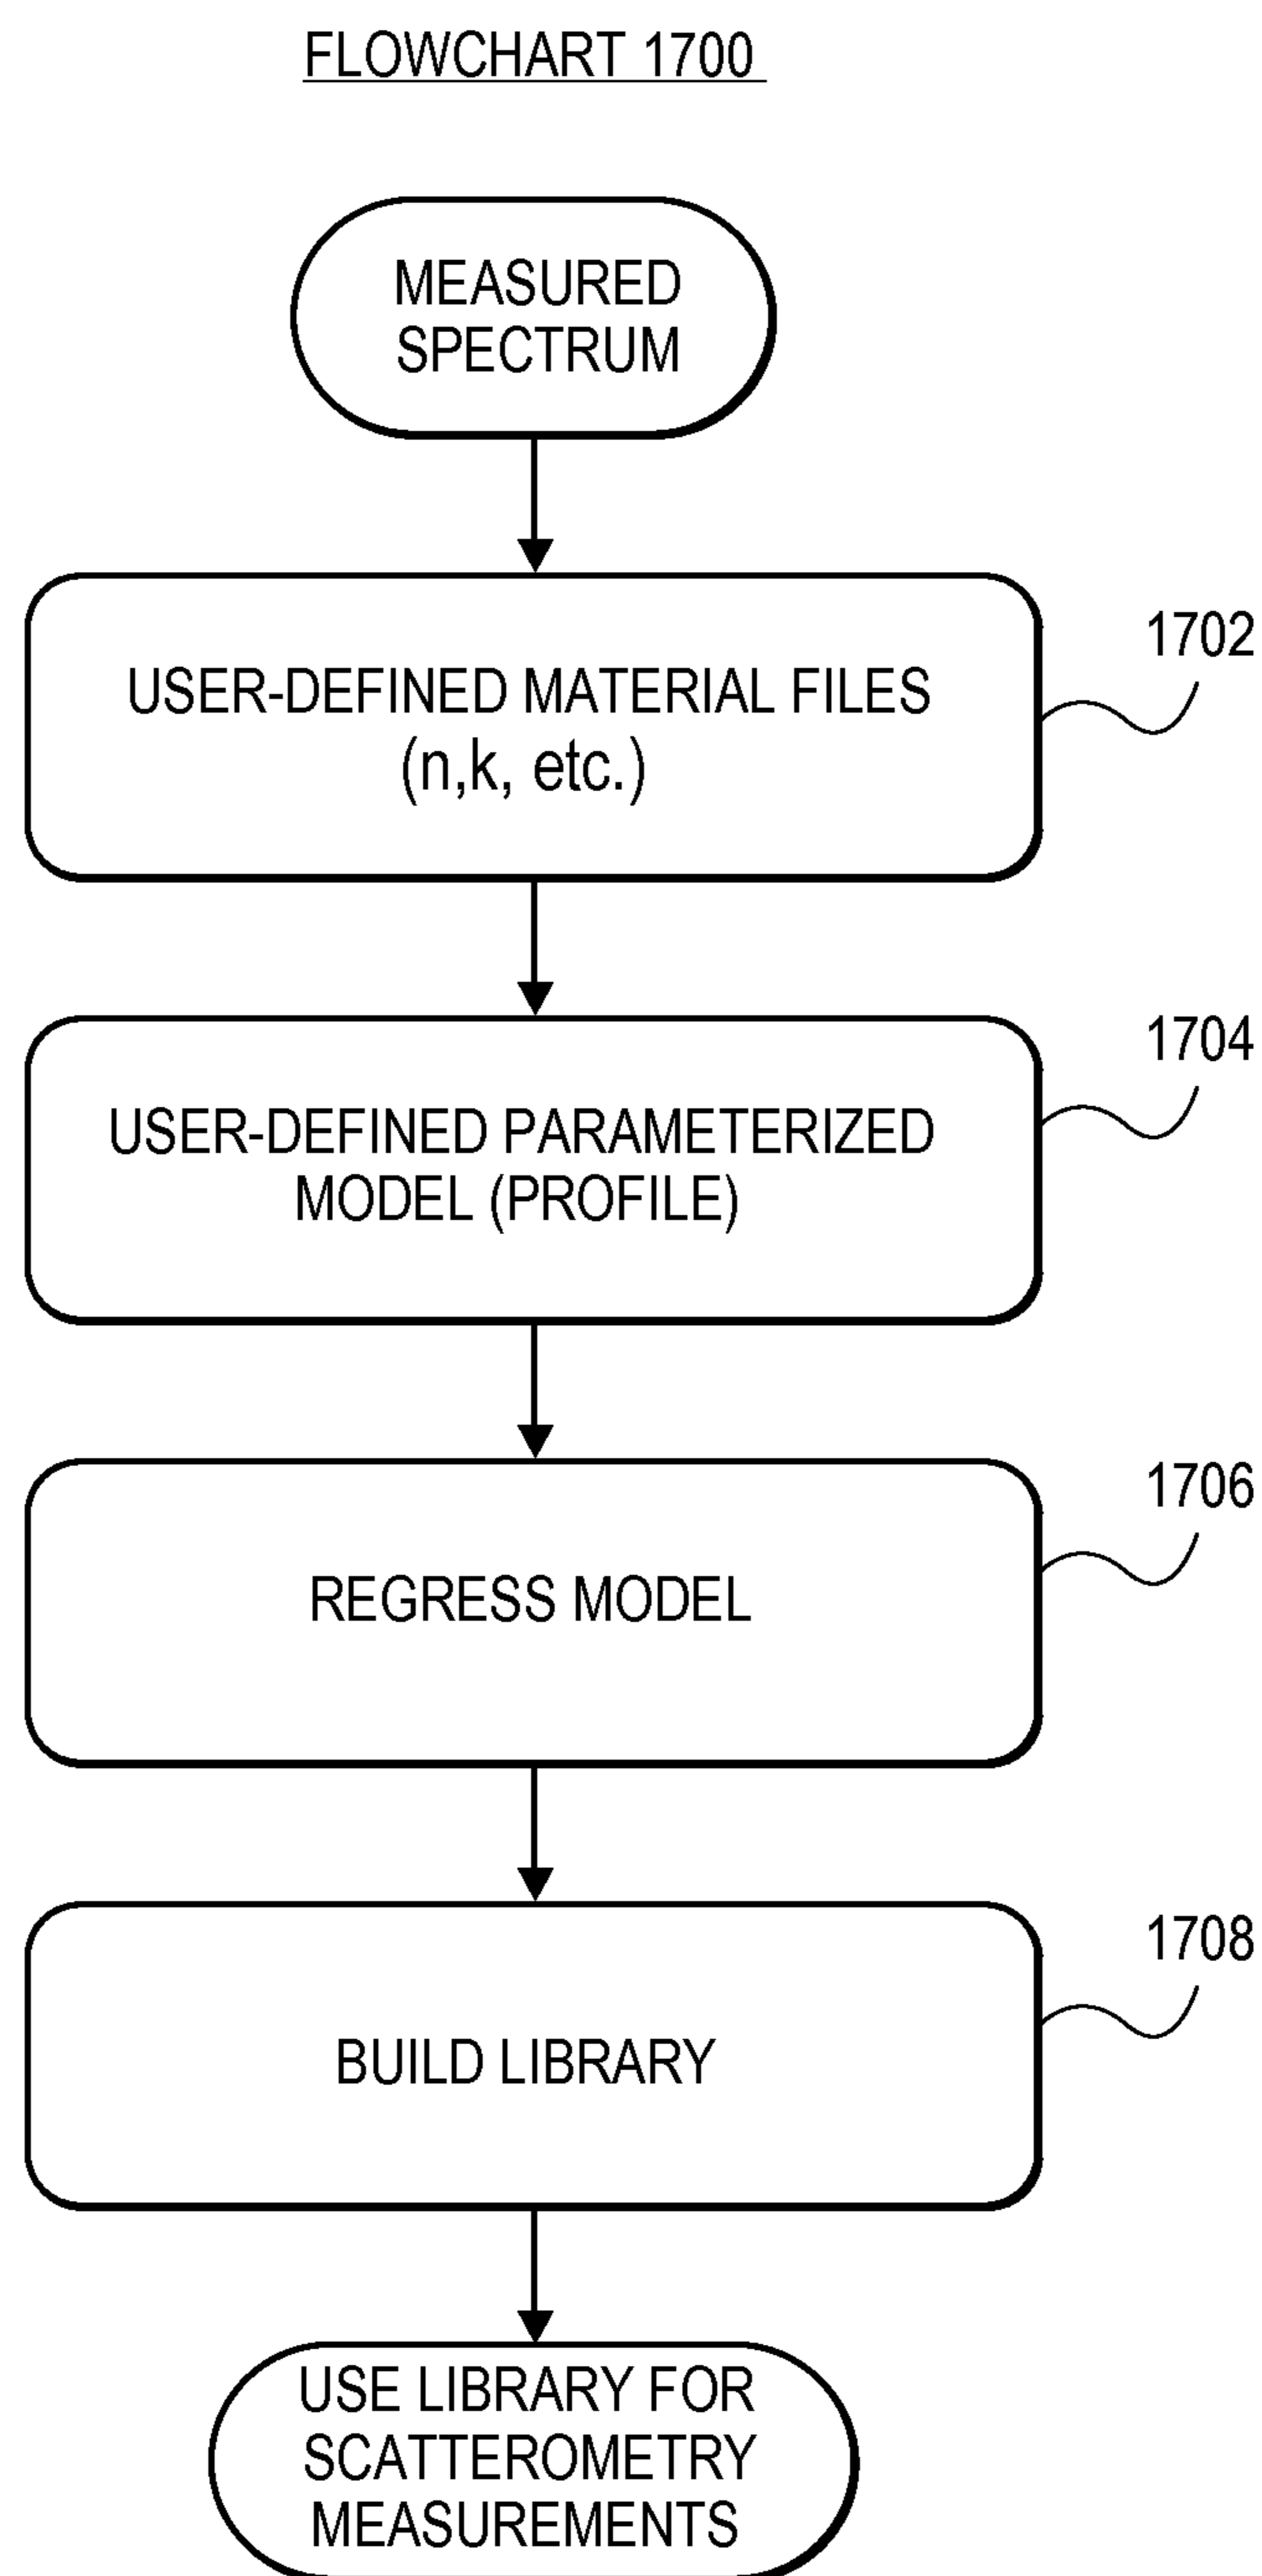 FLOWCHART 1700
MEASURED
SPECTRUM
USER-DEFINED MATERIAL FILES
(n,k, etc.)
1702
USER-DEFINED PARAMETERIZED
MODEL (PROFILE)
1704
REGRESS MODEL
1706
BUILD LIBRARY
1708
USE LIBRARY FOR
SCATTEROMETRY
MEASUREMENTS